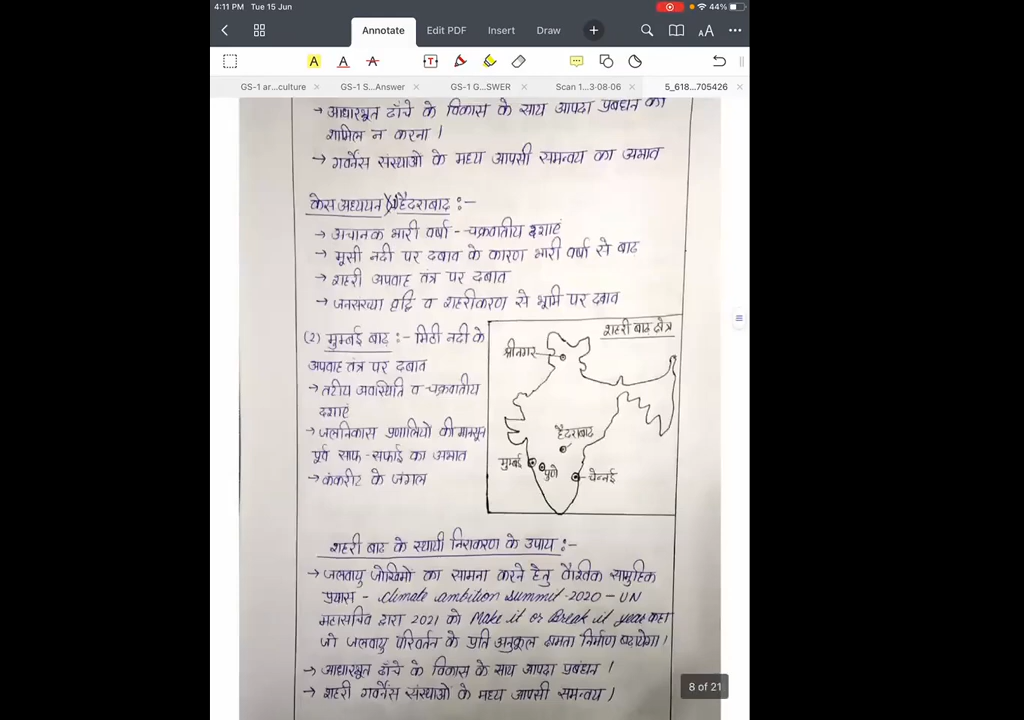 4:11 PM Tue 15 Jun
44%
Annotate Edit PDF Insert Draw
GS-1 ar...culture × GS-1 S...Answer × GS-1 G...SWER × Scan 1...3-08-06 × 5_618...705426 ×
→ आधारभूत ढाँचे के विकास के साथ आपदा प्रबंधन का
शामिल न करना।
→ गवर्नेंस संस्थाओं के मध्य आपसी समन्वय का अभाव
केस अध्ययन हैदराबाद :-
→ अचानक भारी वर्षा - चक्रवातीय दशाएं
→ मूसी नदी पर दबाव के कारण भारी वर्षा से बाढ़
→ शहरी अपवाह तंत्र पर दबाव
→ जनसंख्या वृद्धि व शहरीकरण से भूमि पर दबाव
(2) मुम्बई बाढ़ :- मिठी नदी के
अपवाह तंत्र पर दबाव
→ तटीय अवस्थिति व चक्रवातीय
दशाएं
→ जलनिकास प्रणालियों की मानसून
पूर्व साफ-सफाई का अभाव
→ कंकरीट के जंगल
शहरी बाढ़ क्षेत्र
श्रीनगर
हैदराबाद
मुम्बई
पुणे
चेन्नई
शहरी बाढ़ के स्थायी निराकरण के उपाय :-
→ जलवायु जोखिमों का सामना करने हेतु वैश्विक सामुहिक
प्रयास - climate ambition summit-2020 - UN
महासचिव द्वारा 2021 को Make it or Break it year कहा
जो जलवायु परिवर्तन के प्रति अनुकूल क्षमता निर्माण बढ़ायेगा।
→ आधारभूत ढाँचे के विकास के साथ आपदा प्रबंधन।
→ शहरी गवर्नेंस संस्थाओं के मध्य आपसी समन्वय।
8 of 21